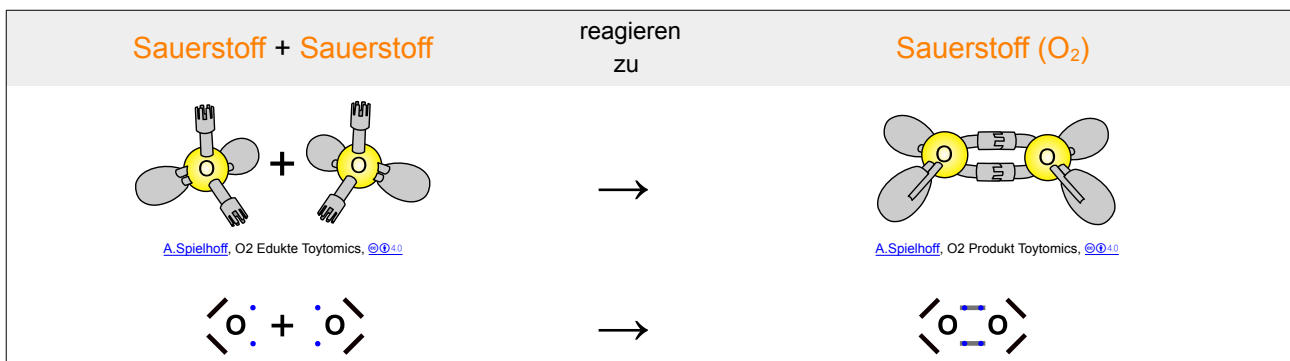 Sauerstoff + Sauerstoff
reagieren
zu
Sauerstoff (O₂)
O
+
O
→
O
O
A.Spielhoff, O2 Edukte Toytomics, 4.0
A.Spielhoff, O2 Produkt Toytomics, 4.0
O + O
→
O O